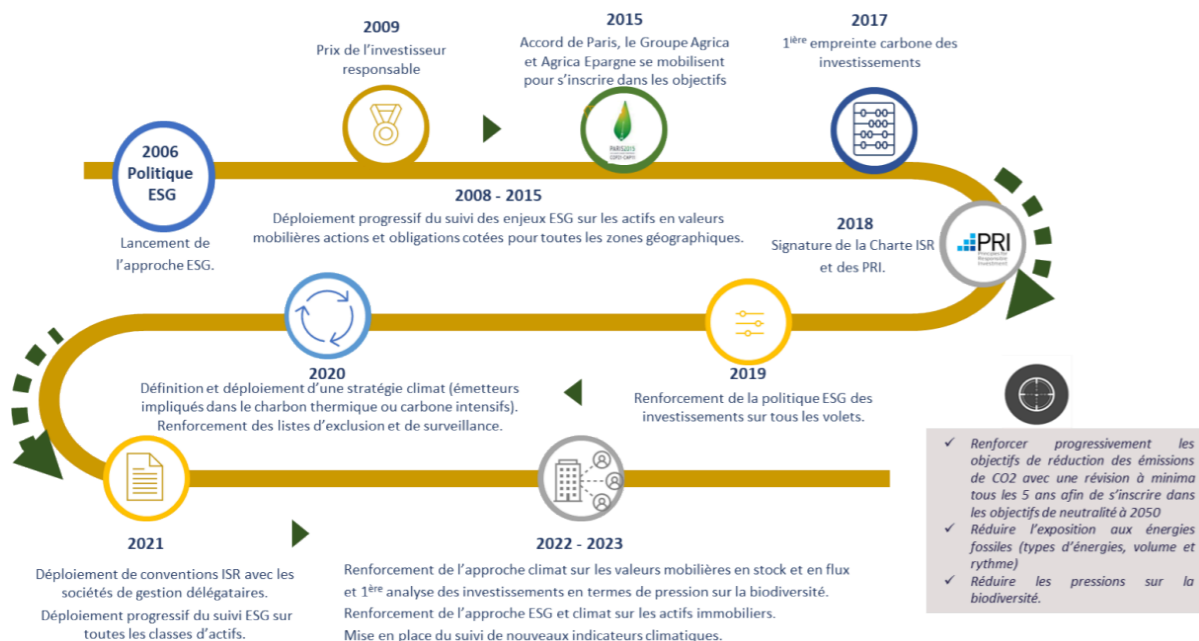 2006
Politique
ESG
Lancement de
l'approche ESG.
2009
Prix de l'investisseur
responsable
2008 - 2015
Déploiement progressif du suivi des enjeux ESG sur les actifs en valeurs
mobilières actions et obligations cotées pour toutes les zones géographiques.
2015
Accord de Paris, le Groupe Agrica
et Agrica Epargne se mobilisent
pour s'inscrire dans les objectifs
PARIS2015
COP21·CMP11
2017
1ière empreinte carbone des
investissements
2018
Signature de la Charte ISR
et des PRI.
PRI
Principles for
Responsible
Investment
2019
Renforcement de la politique ESG des
investissements sur tous les volets.
2020
Définition et déploiement d'une stratégie climat (émetteurs
impliqués dans le charbon thermique ou carbone intensifs).
Renforcement des listes d'exclusion et de surveillance.
2021
Déploiement de conventions ISR avec les
sociétés de gestion délégataires.
Déploiement progressif du suivi ESG sur
toutes les classes d'actifs.
2022 - 2023
Renforcement de l'approche climat sur les valeurs mobilières en stock et en flux
et 1ère analyse des investissements en termes de pression sur la biodiversité.
Renforcement de l'approche ESG et climat sur les actifs immobiliers.
Mise en place du suivi de nouveaux indicateurs climatiques.
✓ Renforcer progressivement les
objectifs de réduction des émissions
de CO2 avec une révision à minima
tous les 5 ans afin de s'inscrire dans
les objectifs de neutralité à 2050
✓ Réduire l'exposition aux énergies
fossiles (types d'énergies, volume et
rythme)
✓ Réduire les pressions sur la
biodiversité.